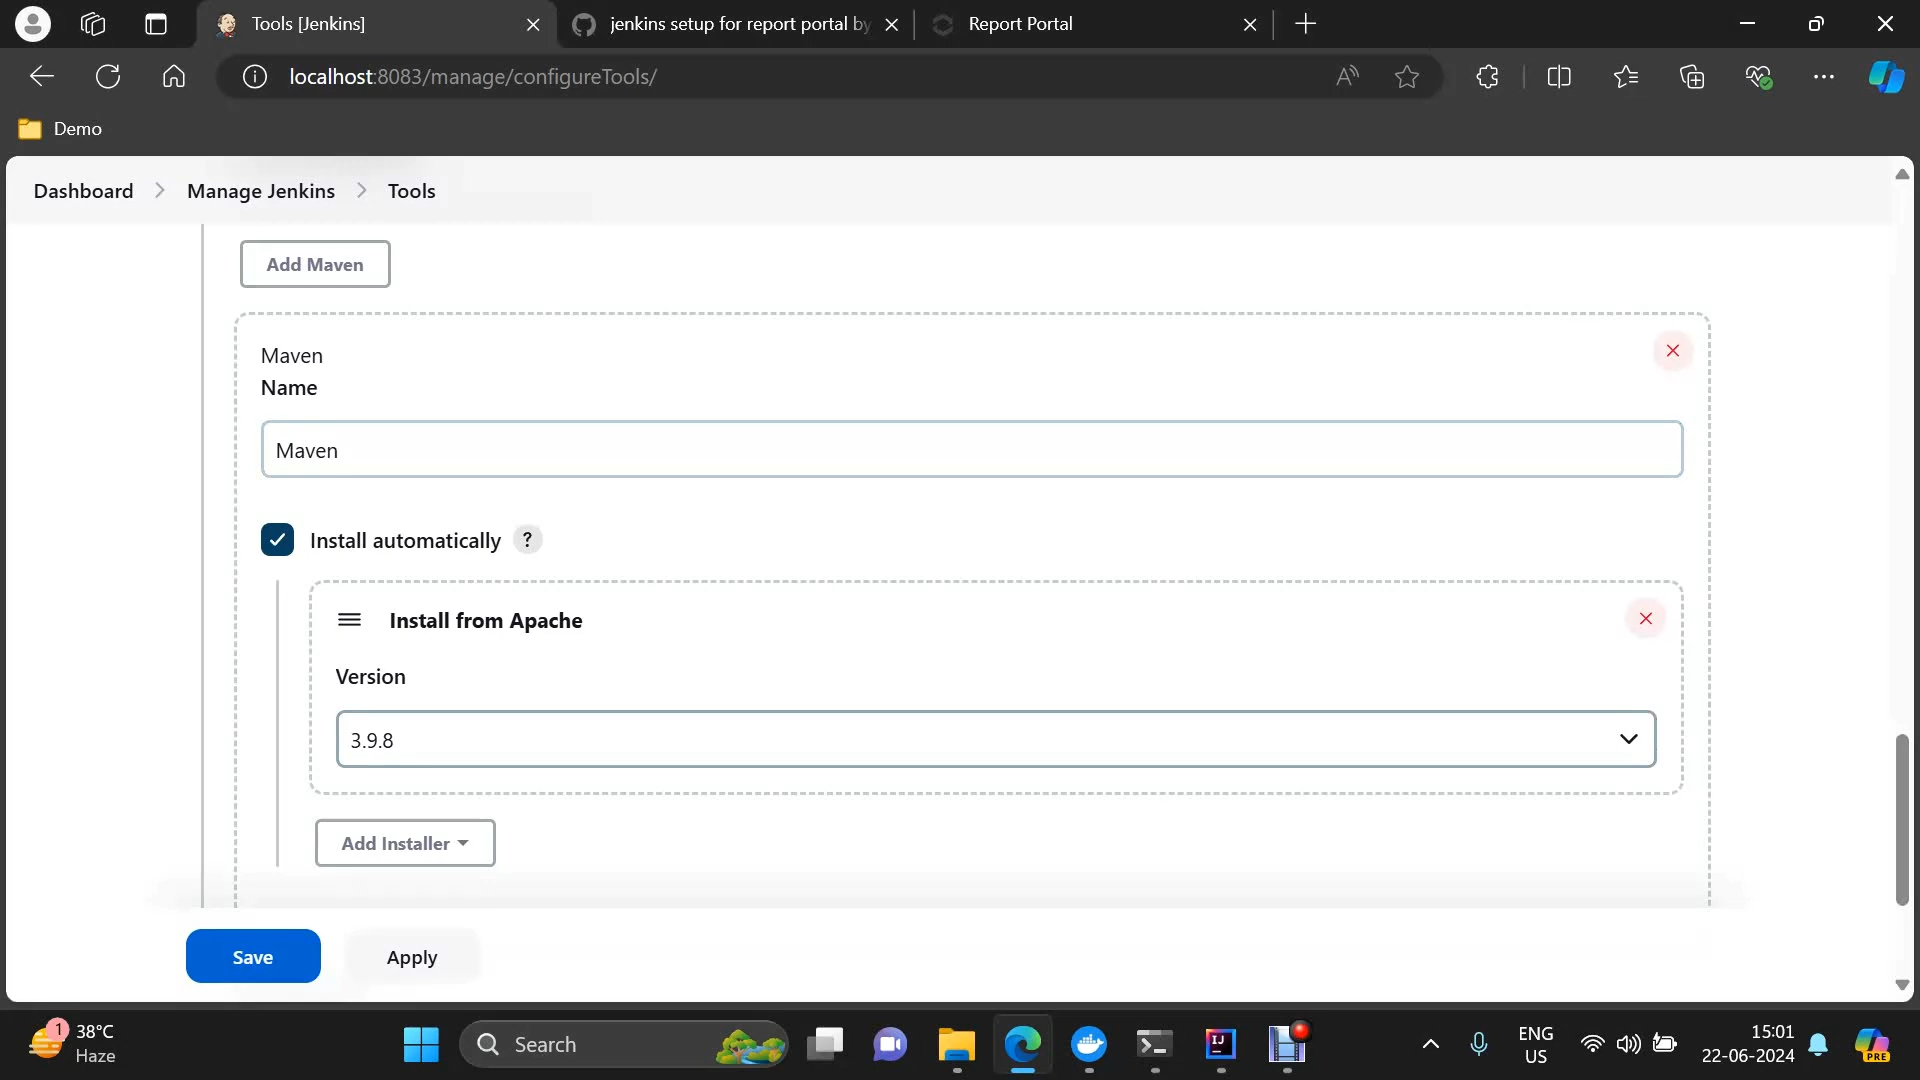 Tools [Jenkins]
jenkins setup for report portal by
Report Portal
localhost:8083/manage/configureTools/
Demo
Dashboard
Manage Jenkins
Tools
Add Maven
Maven
Name
Maven
Install automatically
?
Install from Apache
Version
3.9.8
Add Installer
Save
Apply
1
38°C
Haze
Search
ENG
US
15:01
22-06-2024
PRE